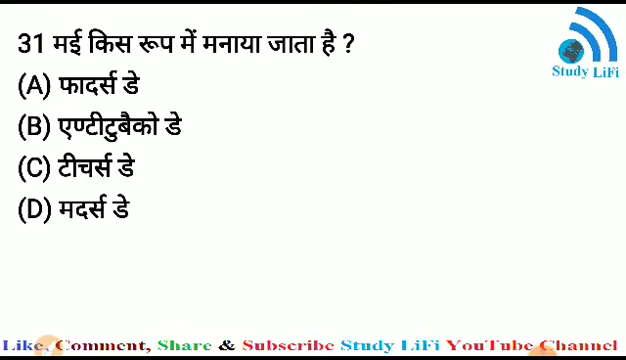 31 मई किस रूप में मनाया जाता है ?
Study LiFi
(A) फादर्स डे
(B) एण्टीटुबैको डे
(C) टीचर्स डे
(D) मदर्स डे
Like, Comment, Share & Subscribe Study LiFi YouTube Channel